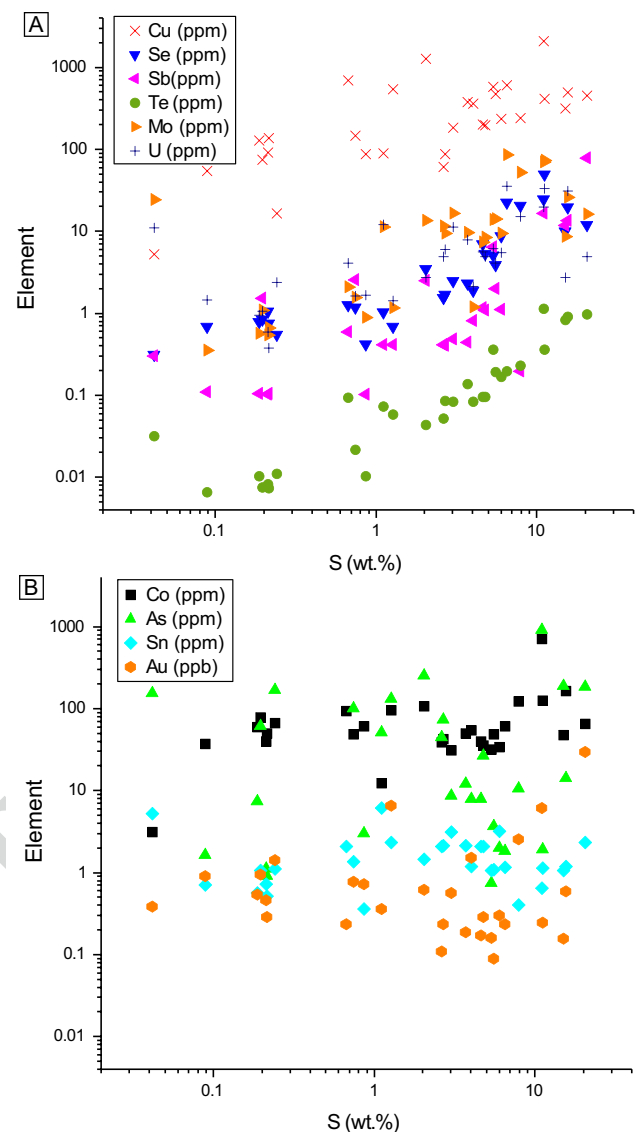 A
Cu (ppm)
Se (ppm)
Sb(ppm)
Te (ppm)
Mo (ppm)
U (ppm)
1000
100
10
1
0.1
0.01
Element
0.1 1 10
S (wt.%)
B
Co (ppm)
As (ppm)
Sn (ppm)
Au (ppb)
1000
100
10
1
0.1
0.01
Element
0.1 1 10
S (wt.%)